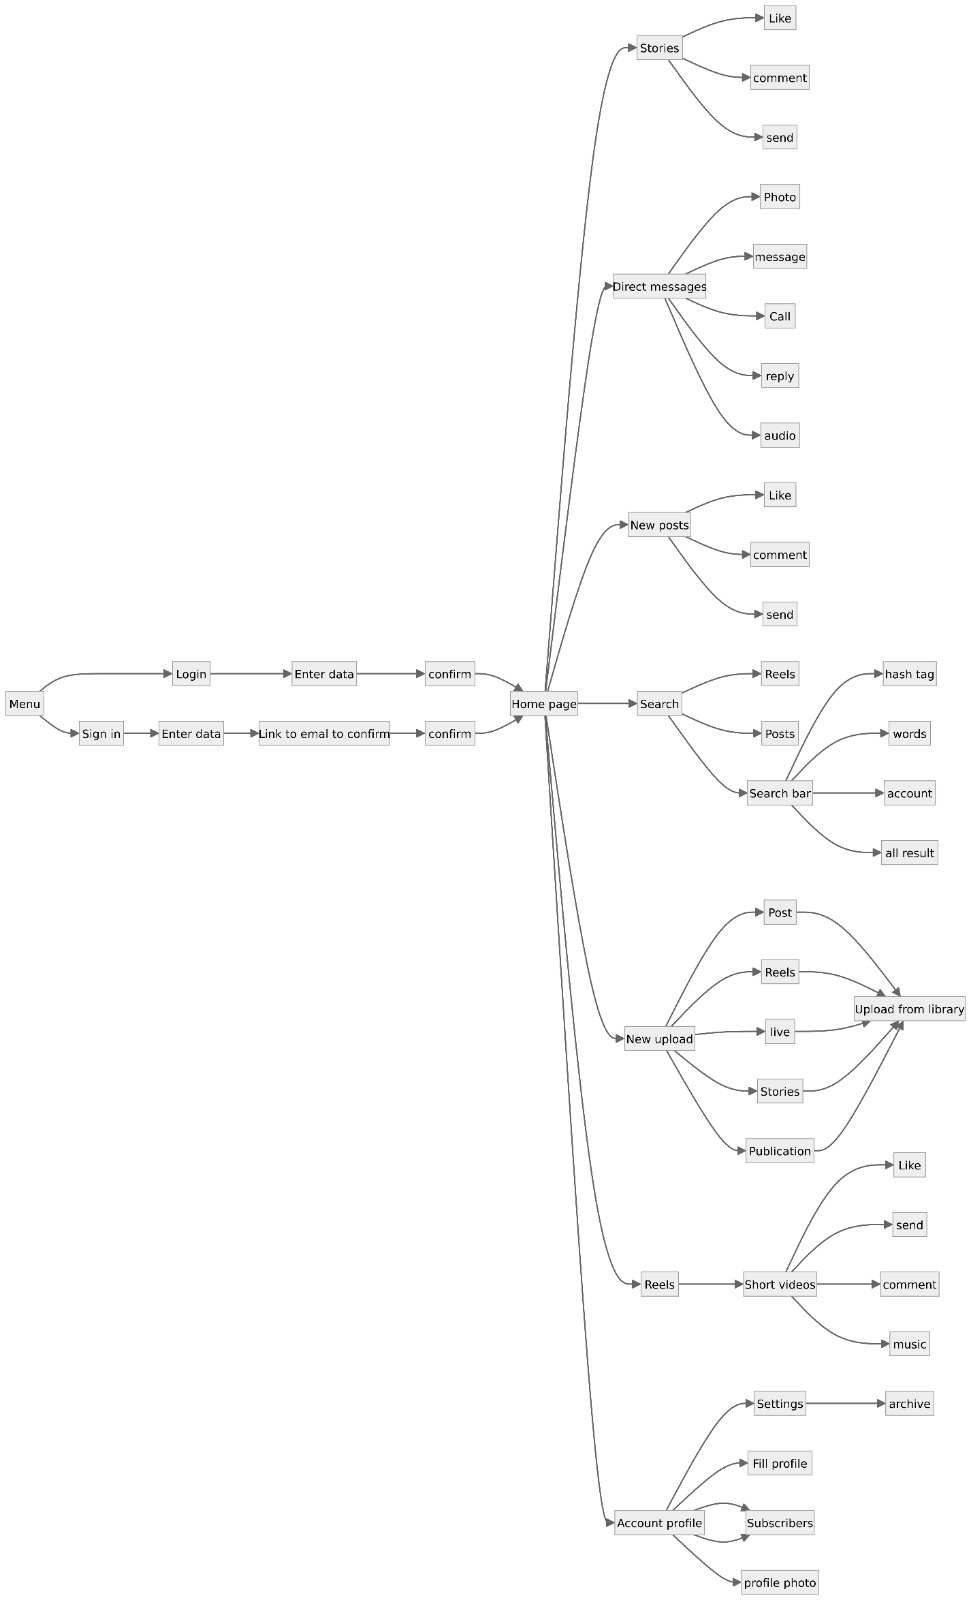 Like
Stories
comment
send
Photo
message
Direct messages
Call
reply
audio
Like
New posts
comment
send
Login
Enter data
confirm
Reels
hash tag
Menu
Home page
Search
Sign in
Enter data
Link to emal to confirm
confirm
Posts
words
Search bar
account
all result
Post
Reels
Upload from library
live
New upload
Stories
Publication
Like
send
Reels
Short videos
comment
music
Settings
archive
Fill profile
Account profile
Subscribers
profile photo